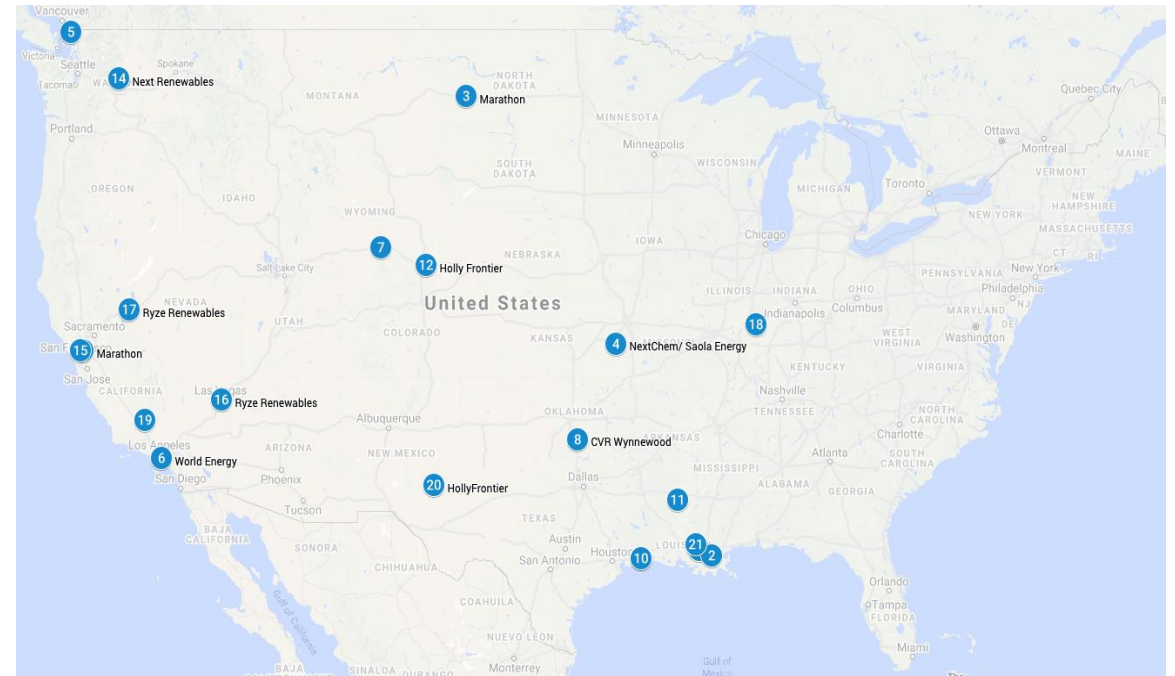 Vancouver
5
Victoria
Seattle
Spokane
Tacoma
14 Next Renewables
NORTH
DAKOTA
3 Marathon
MONTANA
Quebec City
MINNESOTA
Portland
Ottawa
Montreal
MAINE
Minneapolis
WISCONSIN
SOUTH
DAKOTA
VERMONT
MICHIGAN
Toronto
OREGON
IDAHO
NEW
HAMPSHIRE
WYOMING
NEW YORK
MASSACHUSETTS
Chicago
IOWA
7
CT
RI
NEBRASKA
12 Holly Frontier
Salt Lake City
PENNSYLVANIA
New York
ILLINOIS
INDIANA
OHIO
Philadelphia
United States
NEVADA
17 Ryze Renewables
Indianapolis
Columbus
MARYLAND
NJ
UTAH
Sacramento
18
DE
COLORADO
KANSAS
WEST
VIRGINIA
Washington
4 NextChem/ Saola Energy
San
15 Marathon
KENTUCKY
VIRGINIA
San Jose
CALIFORNIA
Las Vegas
16 Ryze Renewables
Nashville
TENNESSEE
OKLAHOMA
NORTH
CAROLINA
19
Albuquerque
Charlotte
8 CVR Wynnewood
Los Angeles
ARIZONA
NEW MEXICO
Atlanta
SOUTH
CAROLINA
6 World Energy
MISSISSIPPI
San Diego
Phoenix
Dallas
ALABAMA
GEORGIA
20 HollyFrontier
11
Tucson
TEXAS
BAJA
CALIFORNIA
Austin
SONORA
Houston
10
21
2
San Antonio
CHIHUAHUA
Orlando
COAHUILA
Tampa
FLORIDA
Gulf of
California
NUEVO LEON
Miami
Monterrey
Gulf of
Mexico
BAJA
SINALOA
DURANGO